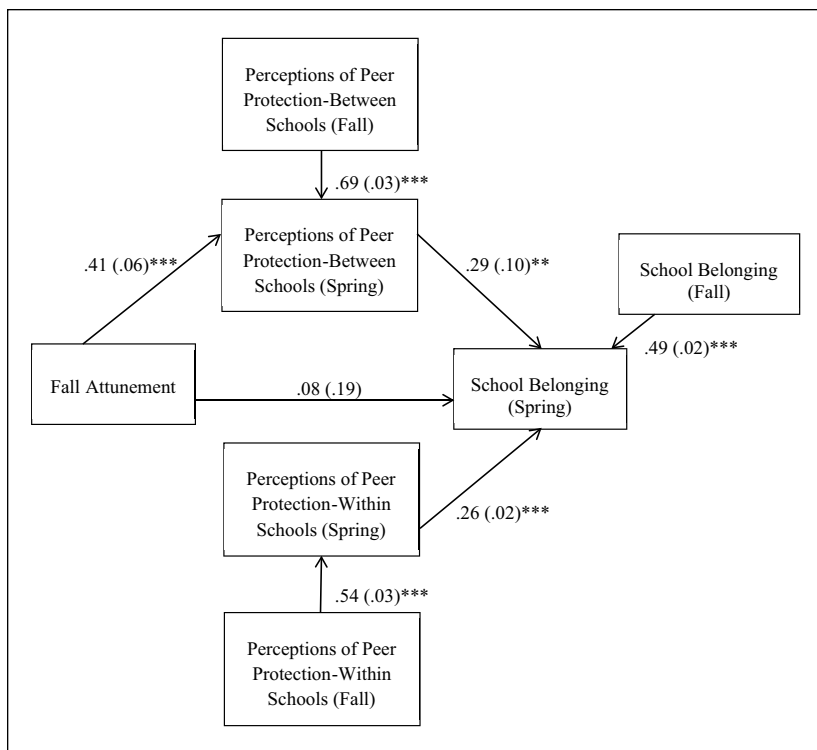 Perceptions of Peer
Protection-Between
Schools (Fall)
.69 (.03)***
.41 (.06)***
Perceptions of Peer
Protection-Between
Schools (Spring)
.29 (.10)**
School Belonging
(Fall)
.49 (.02)***
Fall Attunement
.08 (.19)
School Belonging
(Spring)
Perceptions of Peer
Protection-Within
Schools (Spring)
.26 (.02)***
.54 (.03)***
Perceptions of Peer
Protection-Within
Schools (Fall)